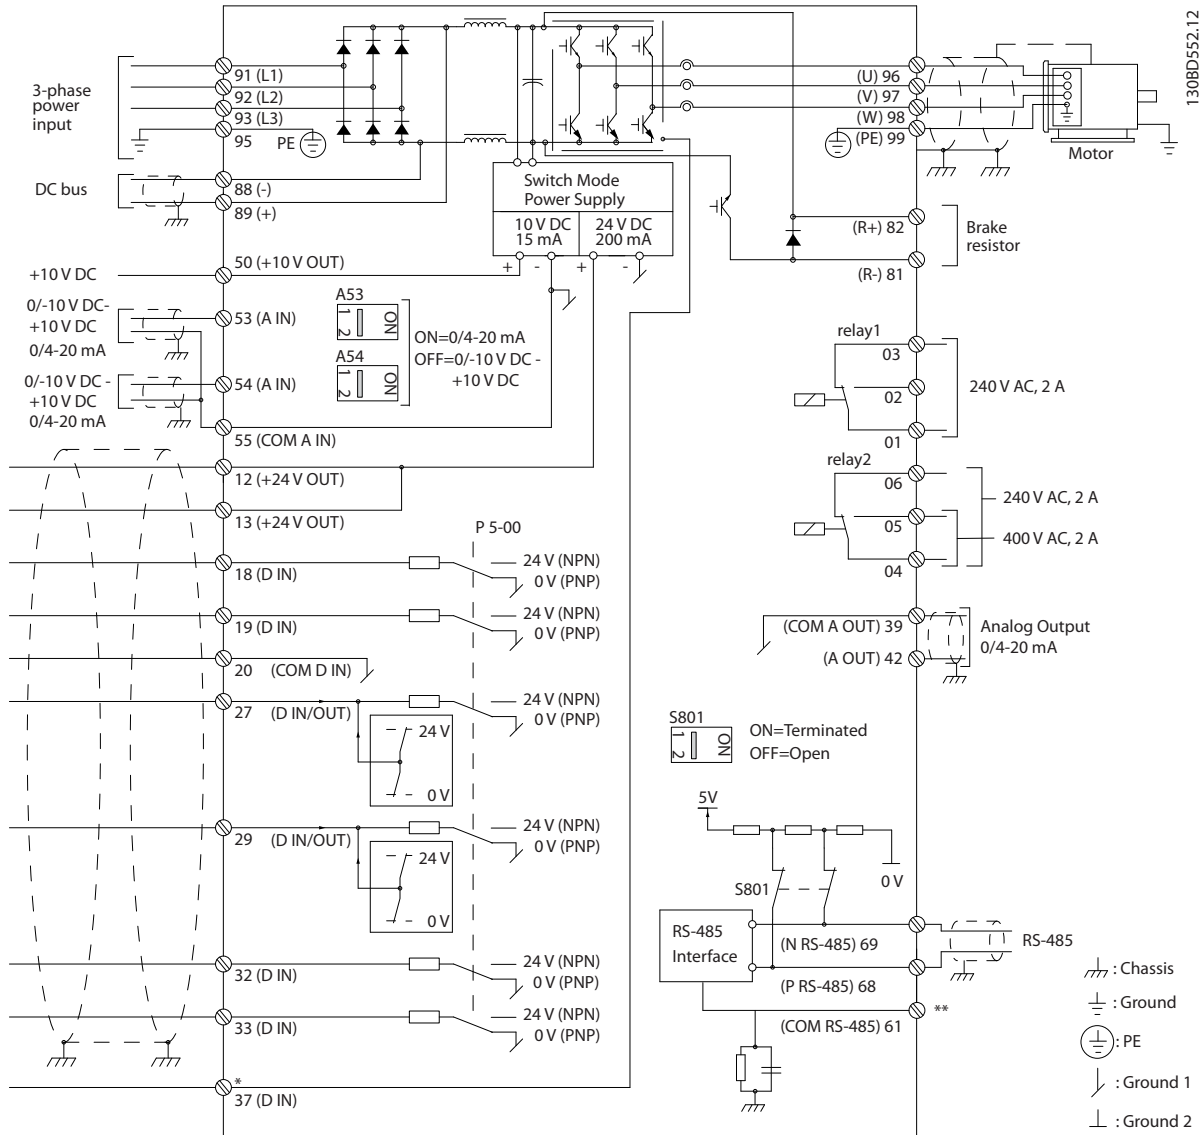 130BD552.12
3-phase
power
input
91 (L1)
92 (L2)
93 (L3)
95
PE
DC bus
88 (-)
89 (+)
Switch Mode
Power Supply
10 V DC
15 mA
24 V DC
200 mA
+
-
+
-
(U) 96
(V) 97
(W) 98
(PE) 99
Motor
(R+) 82
(R-) 81
Brake
resistor
+10 V DC
50 (+10 V OUT)
0/-10 V DC-
+10 V DC
0/4-20 mA
53 (A IN)
0/-10 V DC -
+10 V DC
0/4-20 mA
54 (A IN)
55 (COM A IN)
A53
1
2
ON
A54
1
2
ON
ON=0/4-20 mA
OFF=0/-10 V DC -
+10 V DC
relay1
03
02
01
240 V AC, 2 A
relay2
06
05
04
240 V AC, 2 A
400 V AC, 2 A
12 (+24 V OUT)
13 (+24 V OUT)
P 5-00
18 (D IN)
24 V (NPN)
0 V (PNP)
19 (D IN)
24 V (NPN)
0 V (PNP)
20 (COM D IN)
27 (D IN/OUT)
24 V (NPN)
0 V (PNP)
24 V
0 V
29 (D IN/OUT)
24 V (NPN)
0 V (PNP)
24 V
0 V
32 (D IN)
24 V (NPN)
0 V (PNP)
33 (D IN)
24 V (NPN)
0 V (PNP)
*
37 (D IN)
(COM A OUT) 39
(A OUT) 42
Analog Output
0/4-20 mA
S801
1
2
ON
ON=Terminated
OFF=Open
5V
0 V
S801
RS-485
Interface
(N RS-485) 69
(P RS-485) 68
(COM RS-485) 61
RS-485
**
: Chassis
: Ground
: PE
: Ground 1
: Ground 2